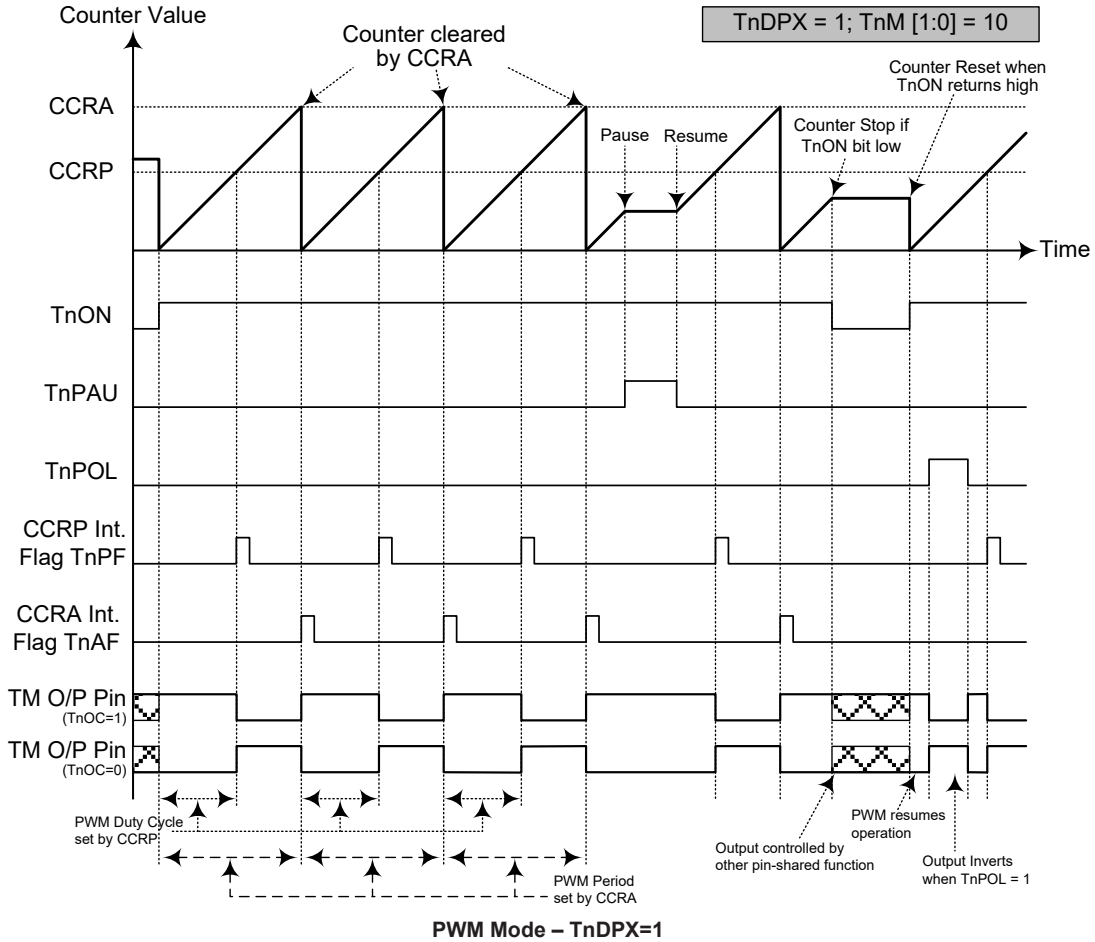 Counter Value
TnDPX = 1; TnM [1:0] = 10
Counter cleared
by CCRA
Counter Reset when
TnON returns high
CCRA
Pause
Resume
Counter Stop if
TnON bit low
CCRP
Time
TnON
TnPAU
TnPOL
CCRP Int.
Flag TnPF
CCRA Int.
Flag TnAF
TM O/P Pin
(TnOC=1)
TM O/P Pin
(TnOC=0)
PWM Duty Cycle
set by CCRP
PWM resumes
operation
Output controlled by
other pin-shared function
Output Inverts
when TnPOL = 1
PWM Period
set by CCRA
PWM Mode – TnDPX=1